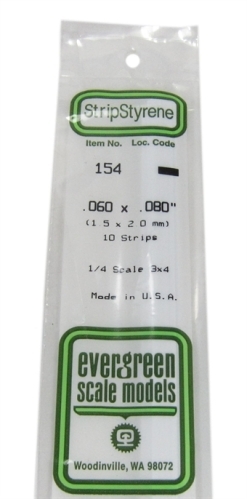 StripStyrene
Item No. Loc. Code
154
.060 x .080"
(1.5 x 2.0 mm)
10 Strips
1/4 Scale 3x4
Made in U.S.A.
evergreen
scale models
Woodinville, WA 98072